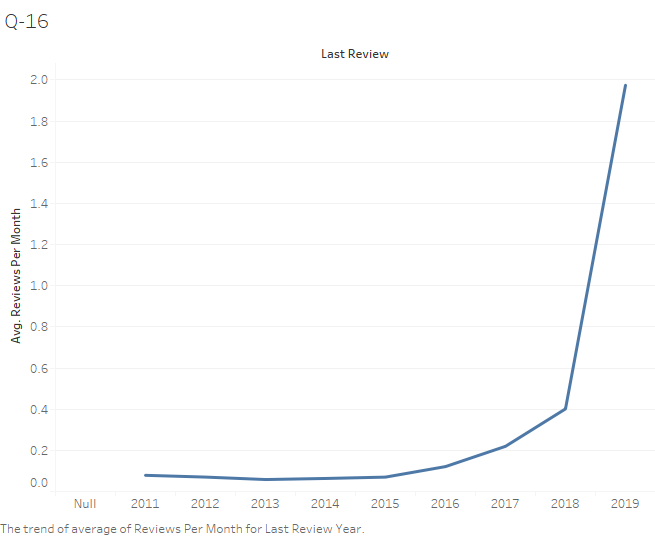 Q-16
Last Review
Avg. Reviews Per Month
2.0
1.8
1.6
1.4
1.2
1.0
0.8
0.6
0.4
0.2
0.0
Null 2011 2012 2013 2014 2015 2016 2017 2018 2019
The trend of average of Reviews Per Month for Last Review Year.